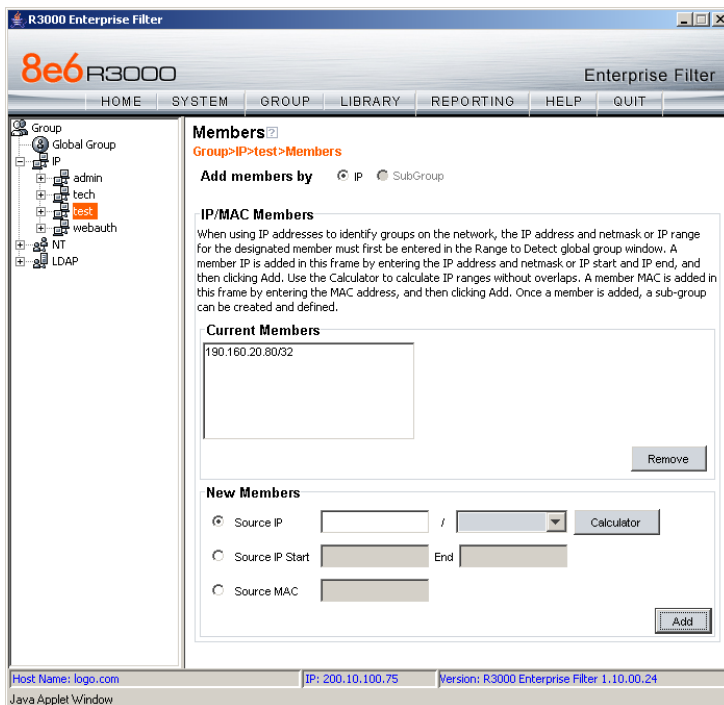 R3000 Enterprise Filter
8e6 R3000
Enterprise Filter
HOME SYSTEM GROUP LIBRARY REPORTING HELP QUIT
Group
Global Group
IP
admin
tech
test
webauth
NT
LDAP
Members?
Group>IP>test>Members
Add members by IP SubGroup
IP/MAC Members
When using IP addresses to identify groups on the network, the IP address and netmask or IP range
for the designated member must first be entered in the Range to Detect global group window. A
member IP is added in this frame by entering the IP address and netmask or IP start and IP end, and
then clicking Add. Use the Calculator to calculate IP ranges without overlaps. A member MAC is added in
this frame by entering the MAC address, and then clicking Add. Once a member is added, a sub-group
can be created and defined.
Current Members
190.160.20.80/32
Remove
New Members
Source IP / Calculator
Source IP Start End
Source MAC
Add
Host Name: logo.com IP: 200.10.100.75 Version: R3000 Enterprise Filter 1.10.00.24
Java Applet Window